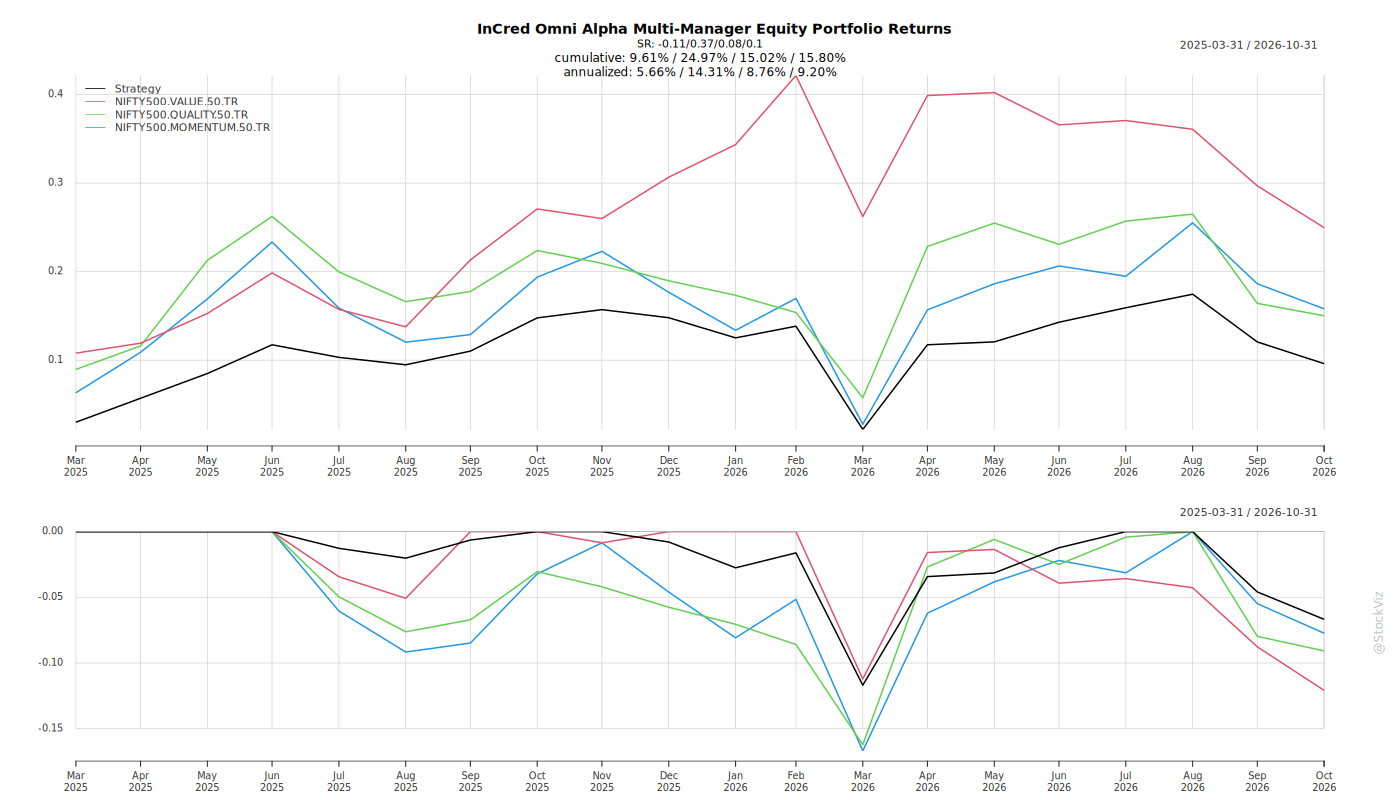 InCred Omni Alpha Multi-Manager Equity Portfolio Returns
SR: -0.11/0.37/0.08/0.1
cumulative: 9.61% / 24.97% / 15.02% / 15.80%
annualized: 5.66% / 14.31% / 8.76% / 9.20%
2025-03-31 / 2026-10-31
Strategy
NIFTY500.VALUE.50.TR
NIFTY500.QUALITY.50.TR
NIFTY500.MOMENTUM.50.TR
0.4
0.3
0.2
0.1
Mar Apr May Jun Jul Aug Sep Oct Nov Dec Jan Feb Mar Apr May Jun Jul Aug Sep Oct
2025 2025 2025 2025 2025 2025 2025 2025 2025 2025 2026 2026 2026 2026 2026 2026 2026 2026 2026 2026
2025-03-31 / 2026-10-31
0.00
-0.05
-0.10
-0.15
Mar Apr May Jun Jul Aug Sep Oct Nov Dec Jan Feb Mar Apr May Jun Jul Aug Sep Oct
2025 2025 2025 2025 2025 2025 2025 2025 2025 2025 2026 2026 2026 2026 2026 2026 2026 2026 2026 2026
@StockViz